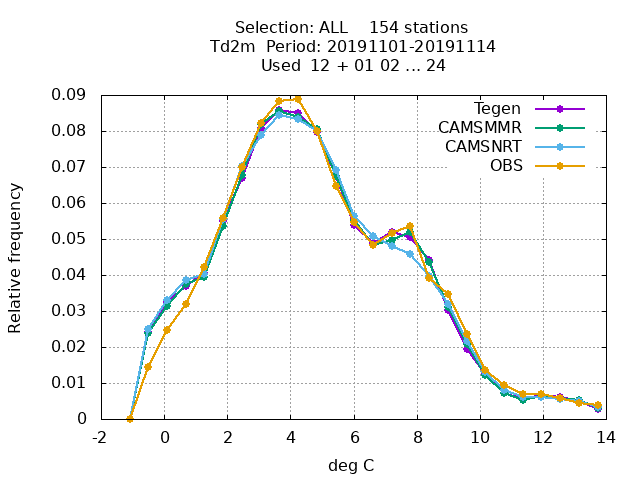 Selection: ALL    154 stations
Td2m  Period: 20191101-20191114
Used  12 + 01 02 ... 24
Tegen
CAMSMMR
CAMSNRT
OBS
Relative frequency
0.09
0.08
0.07
0.06
0.05
0.04
0.03
0.02
0.01
0
-2 0 2 4 6 8 10 12 14
deg C